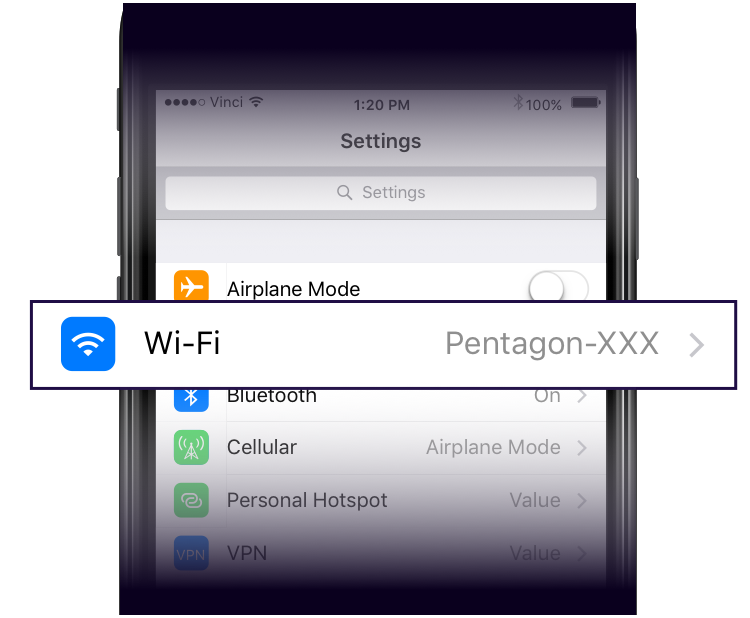 Vinci 1:20 PM 100%
Settings
Settings
Airplane Mode
Wi-Fi Pentagon-XXX
Bluetooth On
Cellular Airplane Mode
Personal Hotspot Value
VPN VPN Value